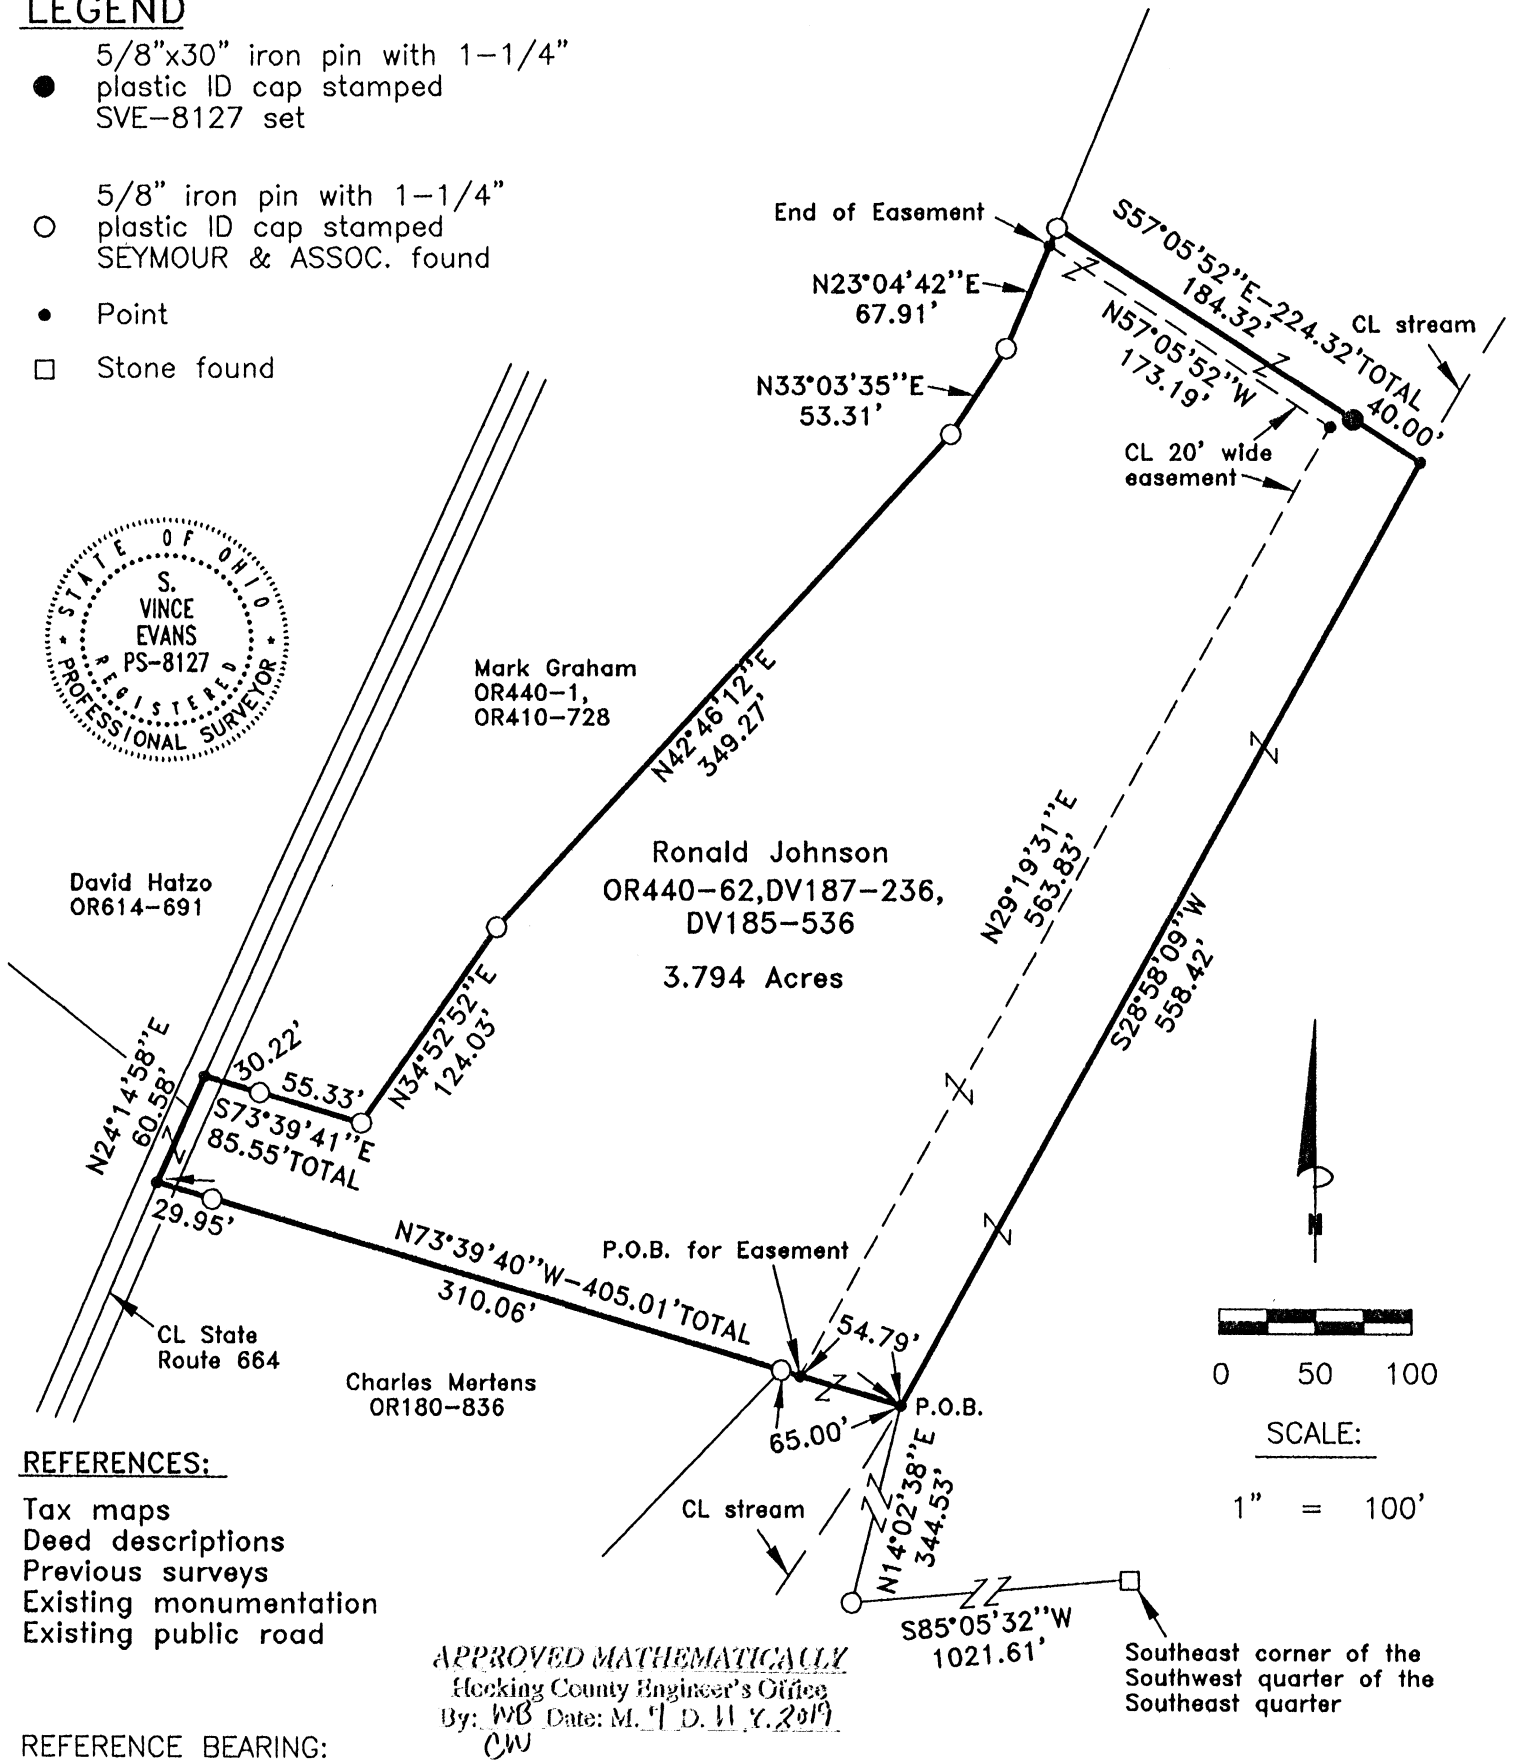 LEGEND
5/8"x30" iron pin with 1-1/4"
plastic ID cap stamped
SVE-8127 set
5/8" iron pin with 1-1/4"
plastic ID cap stamped
SEYMOUR & ASSOC. found
Point
Stone found
End of Easement
S57°05'52"E-224.32'TOTAL
184.32'
40.00'
CL stream
N23°04'42"E
67.91'
N57°05'52"W
173.19'
N33°03'35"E
53.31'
CL 20' wide
easement
STATE OF OHIO
S.
VINCE
EVANS
PS-8127
REGISTERED
PROFESSIONAL SURVEYOR
Mark Graham
OR440-1,
OR410-728
N42°46'12"E
349.27'
Ronald Johnson
OR440-62,DV187-236,
DV185-536
3.794 Acres
N29°19'31"E
563.83'
S28°58'09"W
558.42'
David Hatzo
OR614-691
N34°52'52"E
124.03'
N24°14'58"E
60.58'
30.22'
55.33'
S73°39'41"E
85.55'TOTAL
29.95'
N73°39'40"W-405.01'TOTAL
310.06'
P.O.B. for Easement
54.79'
P.O.B.
65.00'
CL State
Route 664
Charles Mertens
OR180-836
N
0 50 100
SCALE:
1" = 100'
REFERENCES:
Tax maps
Deed descriptions
Previous surveys
Existing monumentation
Existing public road
CL stream
N14°02'38"E
344.53'
S85°05'32"W
1021.61'
Southeast corner of the
Southwest quarter of the
Southeast quarter
APPROVED MATHEMATICALLY
Hocking County Engineer's Office
By: WB Date: M. 9 D. 11 Y. 2019
CW
REFERENCE BEARING: